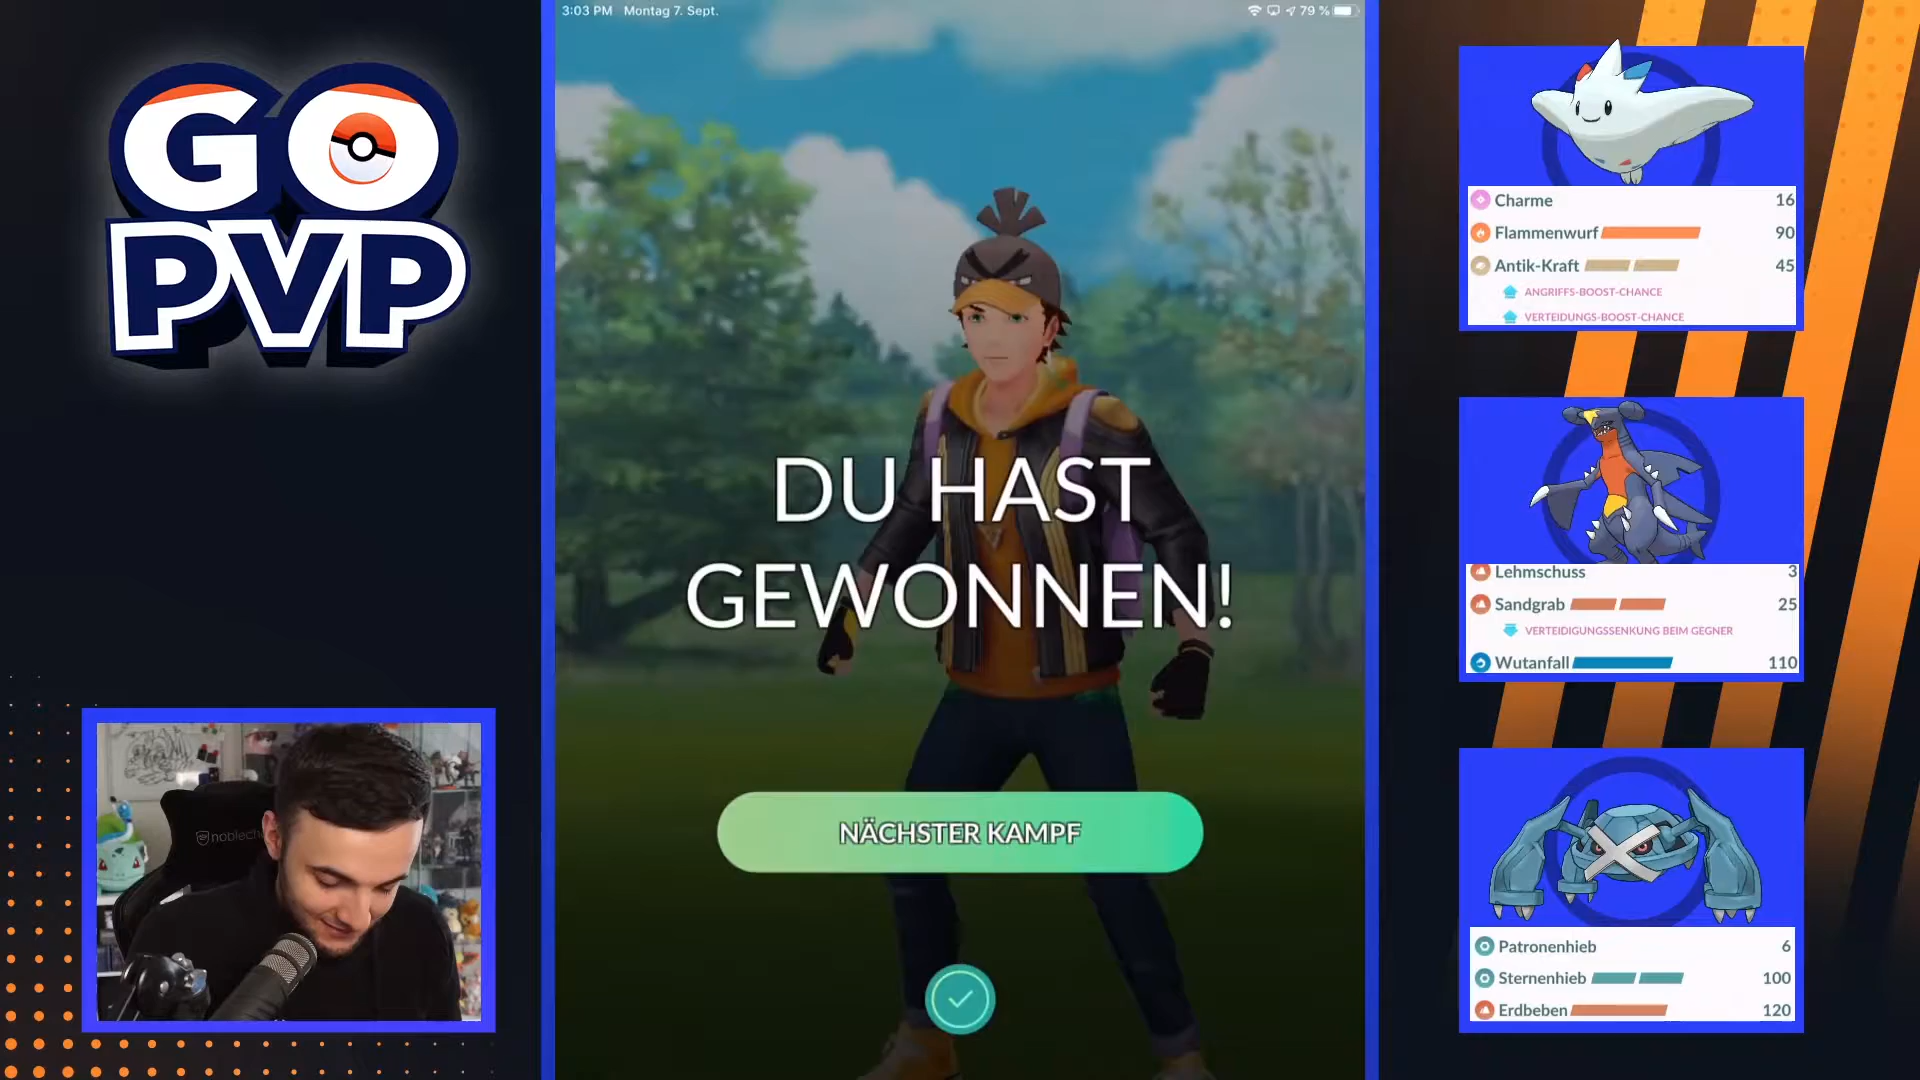 3:03 PM Montag 7. Sept.
79 %
GO
PVP
DU HAST
GEWONNEN!
NÄCHSTER KAMPF
noblecha
Charme 16
Flammenwurf 90
Antik-Kraft 45
ANGRIFFS-BOOST-CHANCE
VERTEIDUNGS-BOOST-CHANCE
Lehmschuss 3
Sandgrab 25
VERTEIDIGUNGSSENKUNG BEIM GEGNER
Wutanfall 110
Patronenhieb 6
Sternenhieb 100
Erdbeben 120